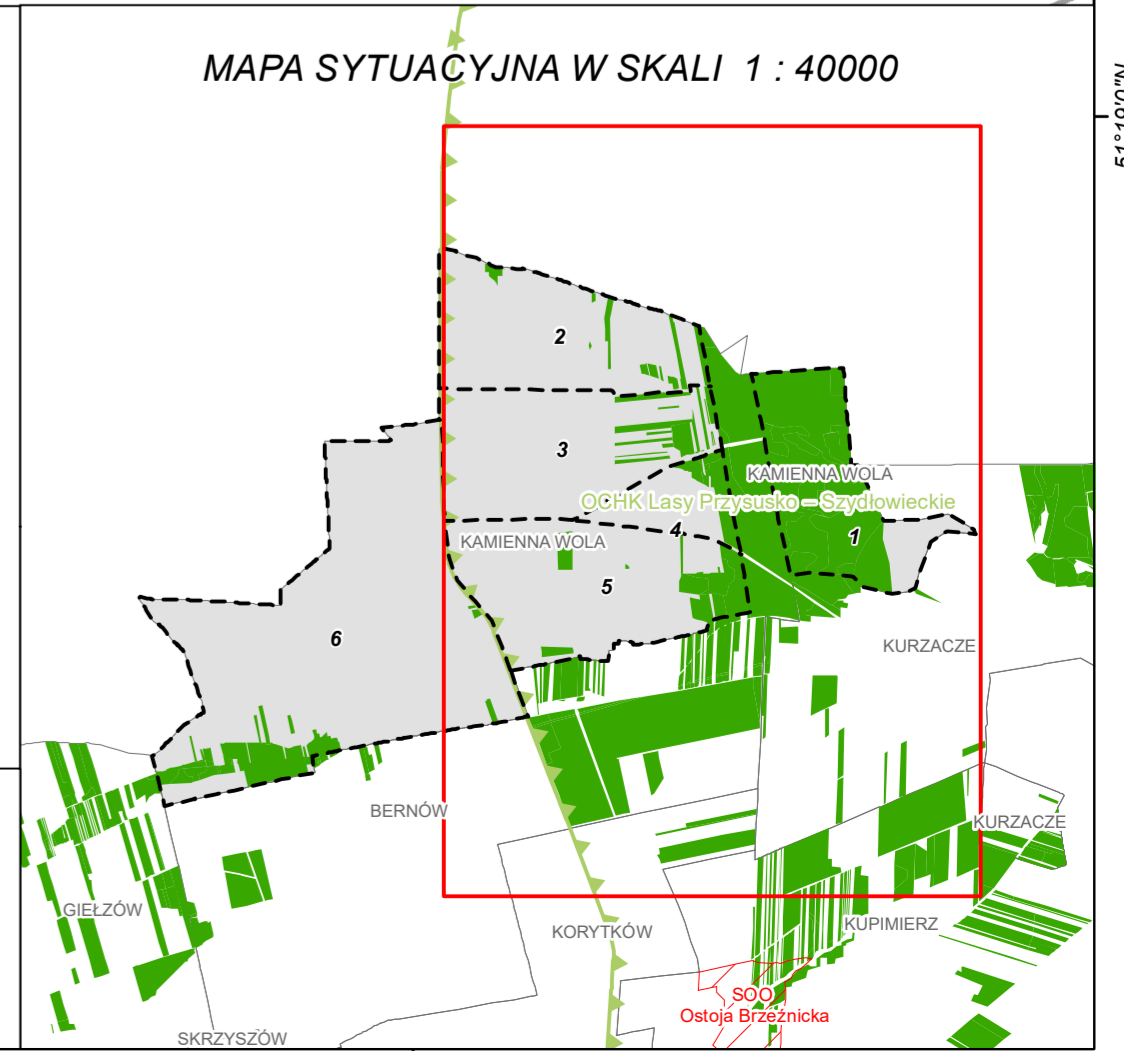 MAPA SYTUACYJNA W SKALI 1 : 40000
51°19'0"N
2
3
KAMIENNA WOLA
OCHK Lasy Przysusko – Szydłowieckie
4
1
KAMIENNA WOLA
5
6
KURZACZE
BERNÓW
KURZACZE
GIEŁZÓW
KORYTKÓW
KUPIMIERZ
SOO
Ostoja Brzeźnicka
SKRZYSZÓW